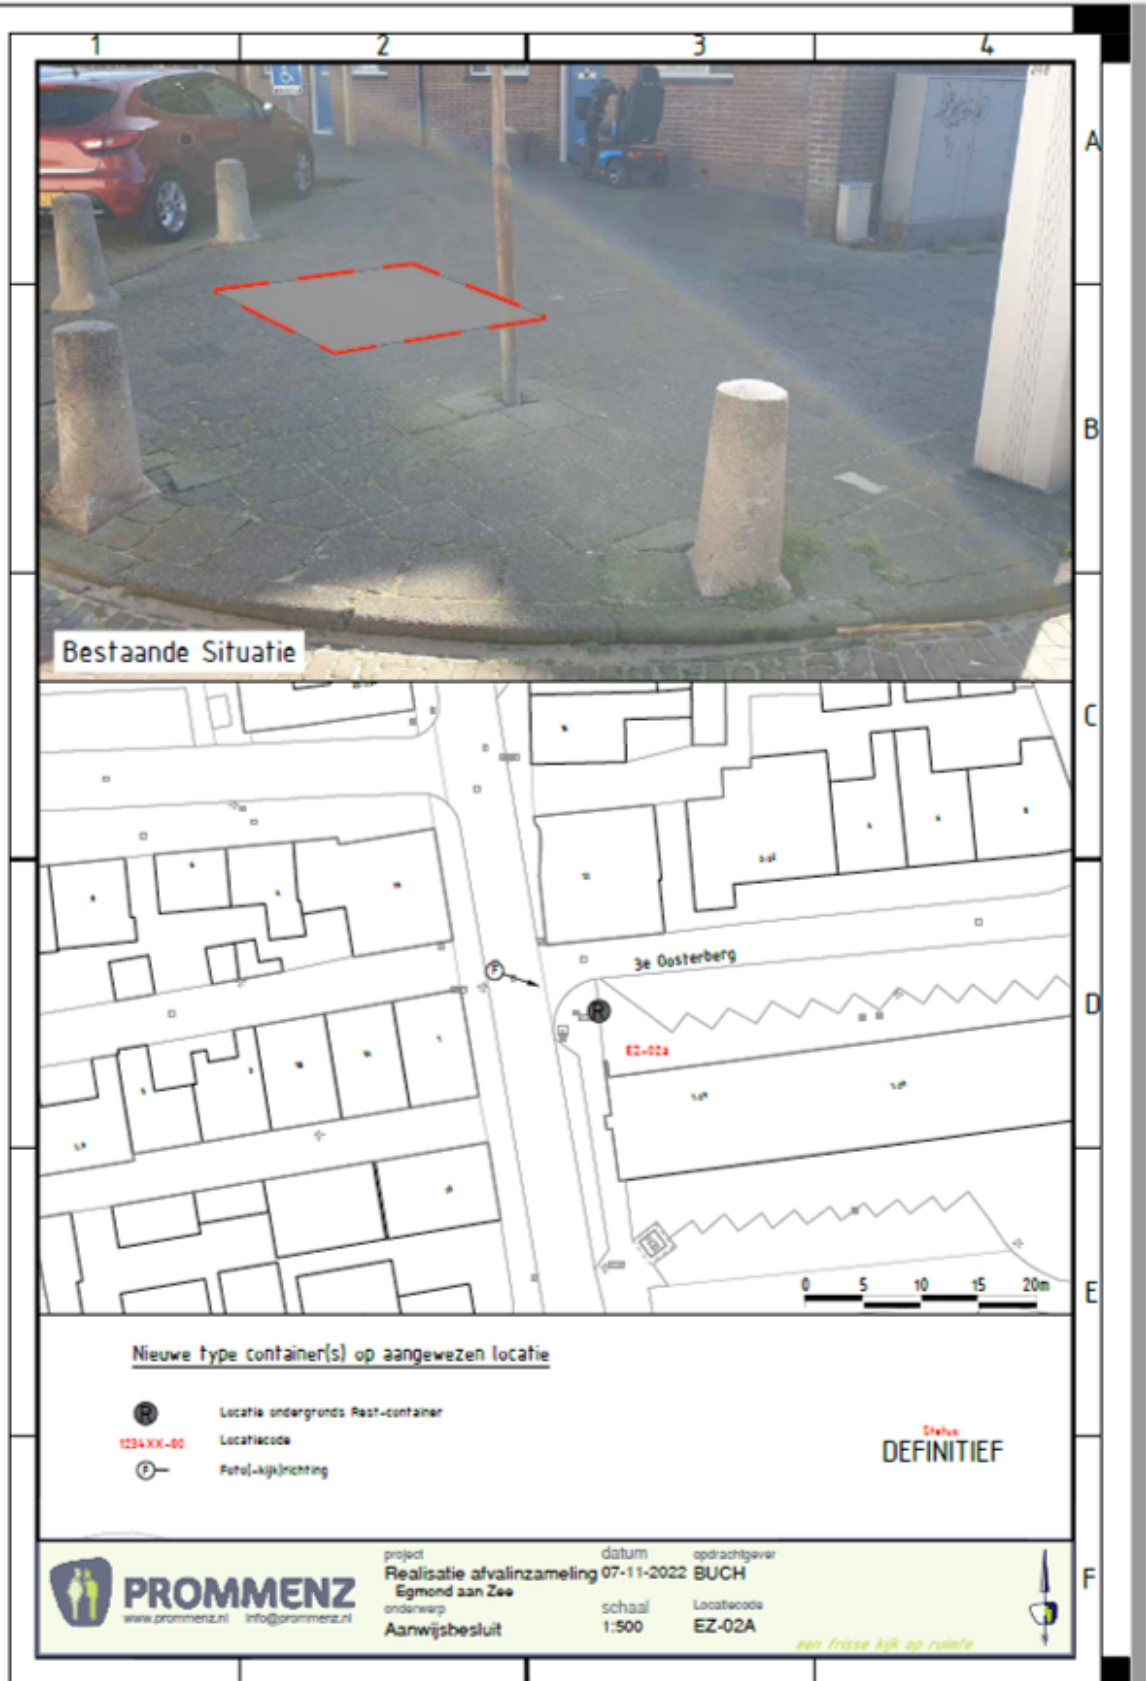 1 2 3 4
A
B
Bestaande Situatie
C
3e Oosterberg
D
F
R
EZ-02a
0 5 10 15 20m
E
Nieuwe type container(s) op aangewezen locatie
R Locatie ondergronds Rest-container
1234XX-00 Locatiecode
F Foto(-kijk)richting
Status
DEFINITIEF
F
PROMMENZ
www.prommenz.nl info@prommenz.nl
project
Realisatie afvalinzameling
Egmond aan Zee
onderwerp
Aanwijsbesluit
datum
07-11-2022
schaal
1:500
opdrachtgever
BUCH
Locatiecode
EZ-02A
een frisse kijk op ruimte